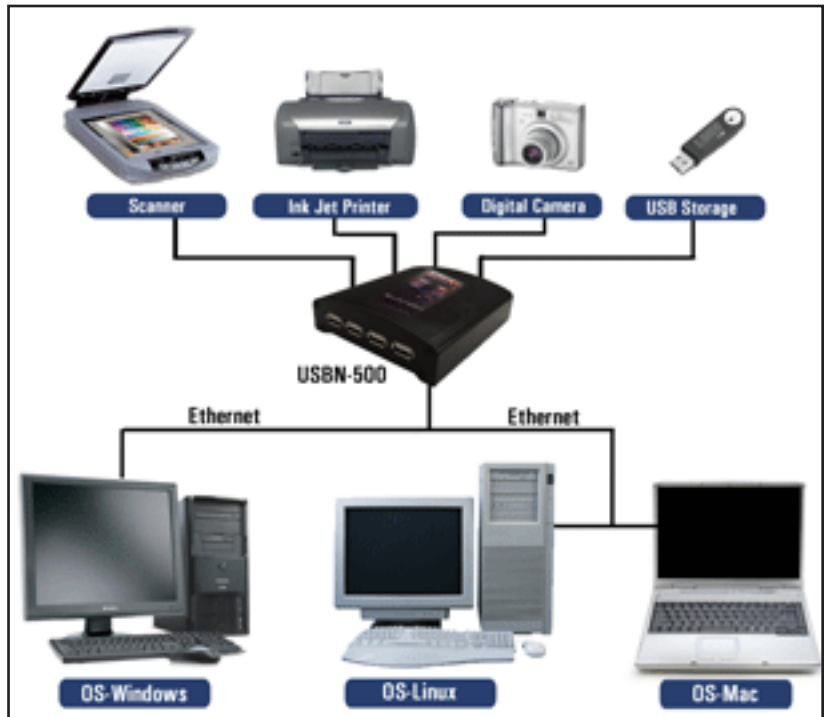 Scanner
Ink Jet Printer
Digital Camera
USB Storage
USBN-500
Ethernet
Ethernet
OS-Windows
OS-Linux
OS-Mac